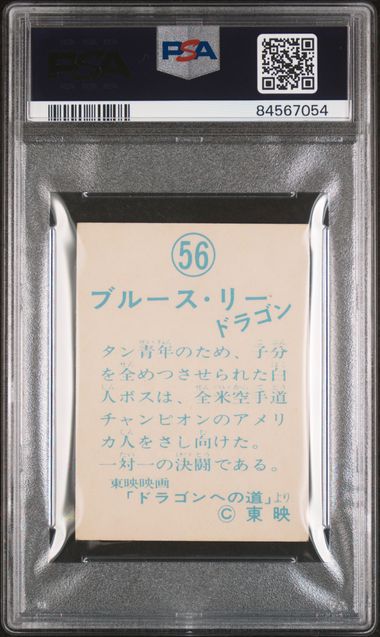 PSA
PSA
84567054
56
ブルース・リー
ドラゴン
タン青年のため、子分
を全めつさせられた白
人ボスは、全米空手道
チャンピオンのアメリ
カ人をさし向けた。
一対一の決闘である。
東映映画
「ドラゴンへの道」より
© 東映